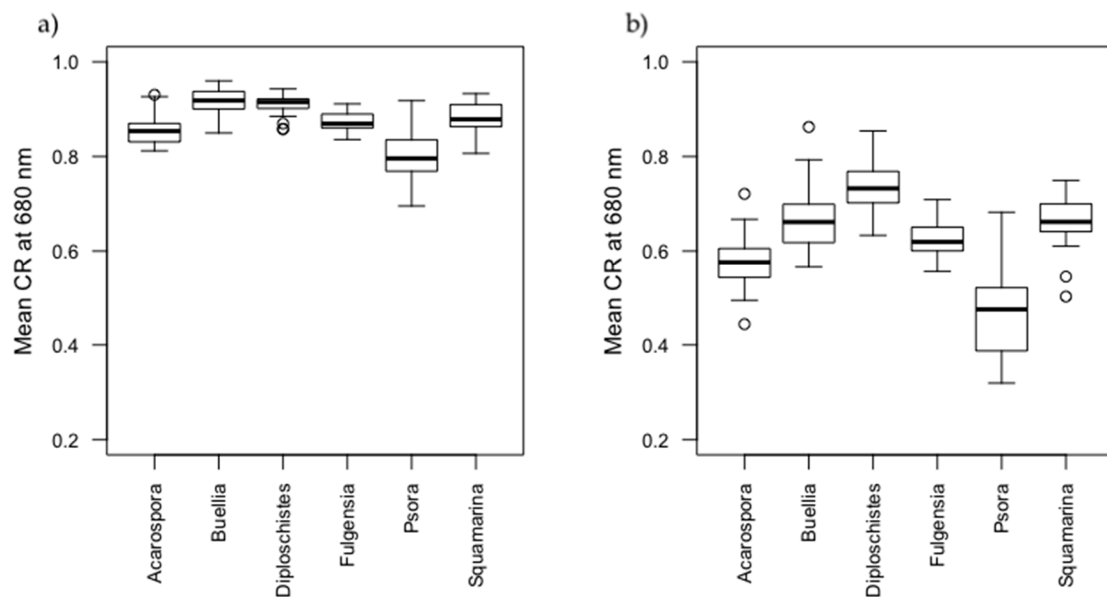 a)
Mean CR at 680 nm
1.0
0.8
0.6
0.4
0.2
Acarospora
Buellia
Diploschistes
Fulgensia
Psora
Squamarina
b)
Mean CR at 680 nm
1.0
0.8
0.6
0.4
0.2
Acarospora
Buellia
Diploschistes
Fulgensia
Psora
Squamarina